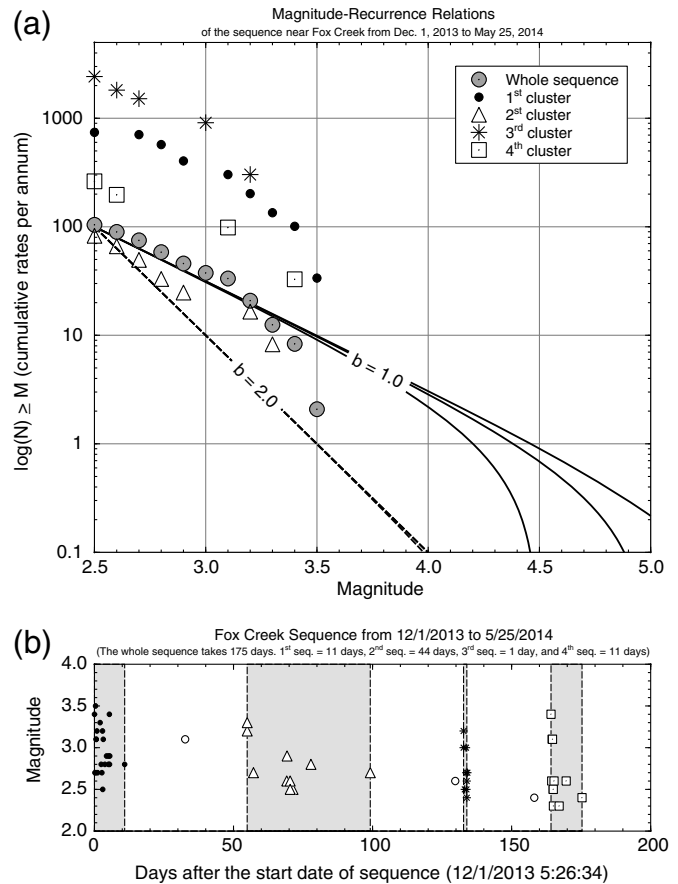 (a)
Magnitude-Recurrence Relations
of the sequence near Fox Creek from Dec. 1, 2013 to May 25, 2014
log(N) ≥ M (cumulative rates per annum)
1000
100
10
1
0.1
Whole sequence
1st cluster
2nd cluster
3rd cluster
4th cluster
b = 1.0
b = 2.0
2.5 3.0 3.5 4.0 4.5 5.0
Magnitude
(b)
Fox Creek Sequence from 12/1/2013 to 5/25/2014
(The whole sequence takes 175 days. 1st seq. = 11 days, 2nd seq. = 44 days, 3rd seq. = 1 day, and 4th seq. = 11 days)
Magnitude
4.0
3.5
3.0
2.5
2.0
0 50 100 150 200
Days after the start date of sequence (12/1/2013 5:26:34)